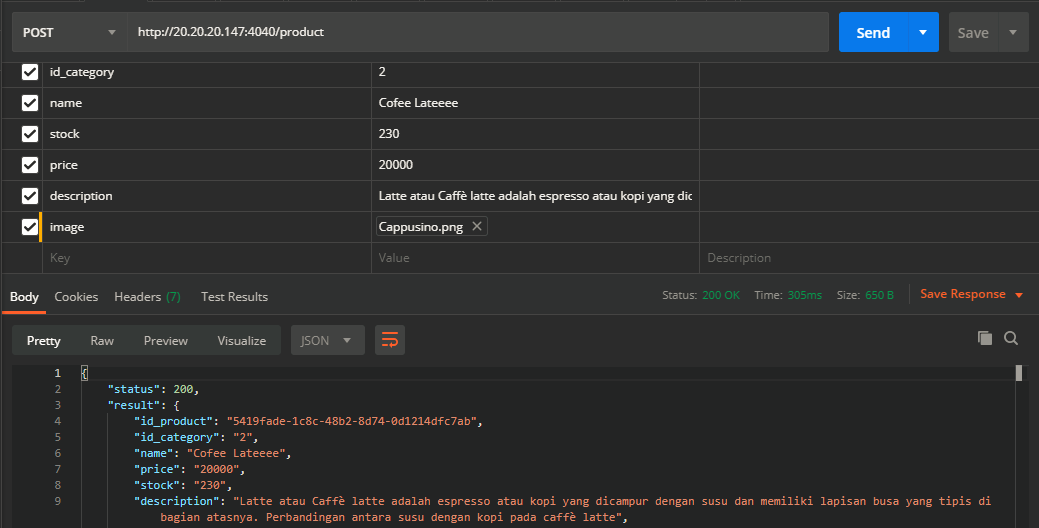 POST http://20.20.20.147:4040/product Send Save
id_category 2
name Cofee Lateeee
stock 230
price 20000
description Latte atau Caffè latte adalah espresso atau kopi yang dic
image Cappusino.png
Key Value Description
Body Cookies Headers (7) Test Results Status: 200 OK Time: 305ms Size: 650 B Save Response
Pretty Raw Preview Visualize JSON
1 {
2 "status": 200,
3 "result": {
4 "id_product": "5419fade-1c8c-48b2-8d74-0d1214dfc7ab",
5 "id_category": "2",
6 "name": "Cofee Lateeee",
7 "price": "20000",
8 "stock": "230",
9 "description": "Latte atau Caffè latte adalah espresso atau kopi yang dicampur dengan susu dan memiliki lapisan busa yang tipis di
bagian atasnya. Perbandingan antara susu dengan kopi pada caffè latte",